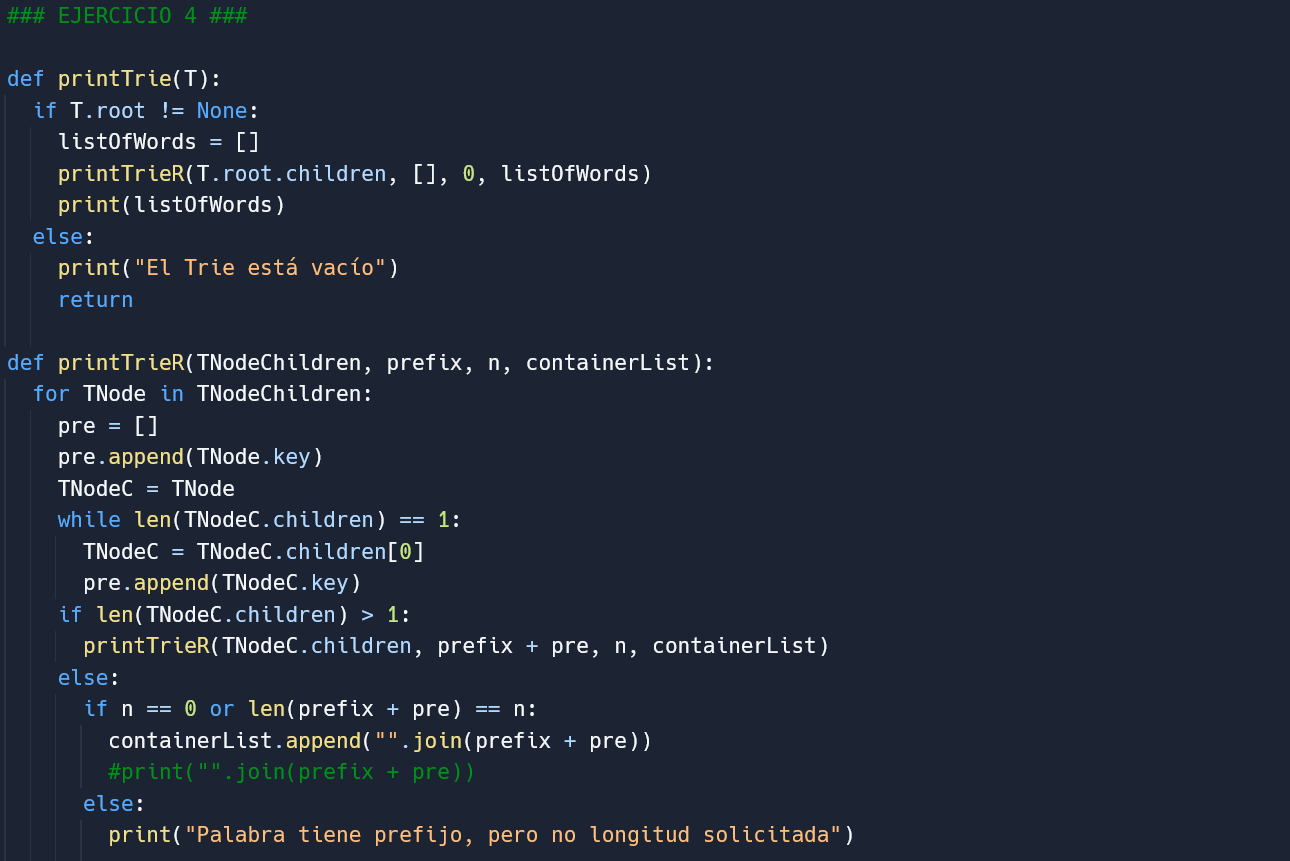 ### EJERCICIO 4 ###
def printTrie(T):
  if T.root != None:
    listOfWords = []
    printTrieR(T.root.children, [], 0, listOfWords)
    print(listOfWords)
  else:
    print("El Trie está vacío")
    return
def printTrieR(TNodeChildren, prefix, n, containerList):
  for TNode in TNodeChildren:
    pre = []
    pre.append(TNode.key)
    TNodeC = TNode
    while len(TNodeC.children) == 1:
      TNodeC = TNodeC.children[0]
      pre.append(TNodeC.key)
    if len(TNodeC.children) > 1:
      printTrieR(TNodeC.children, prefix + pre, n, containerList)
    else:
      if n == 0 or len(prefix + pre) == n:
        containerList.append("".join(prefix + pre))
        #print("".join(prefix + pre))
      else:
        print("Palabra tiene prefijo, pero no longitud solicitada")